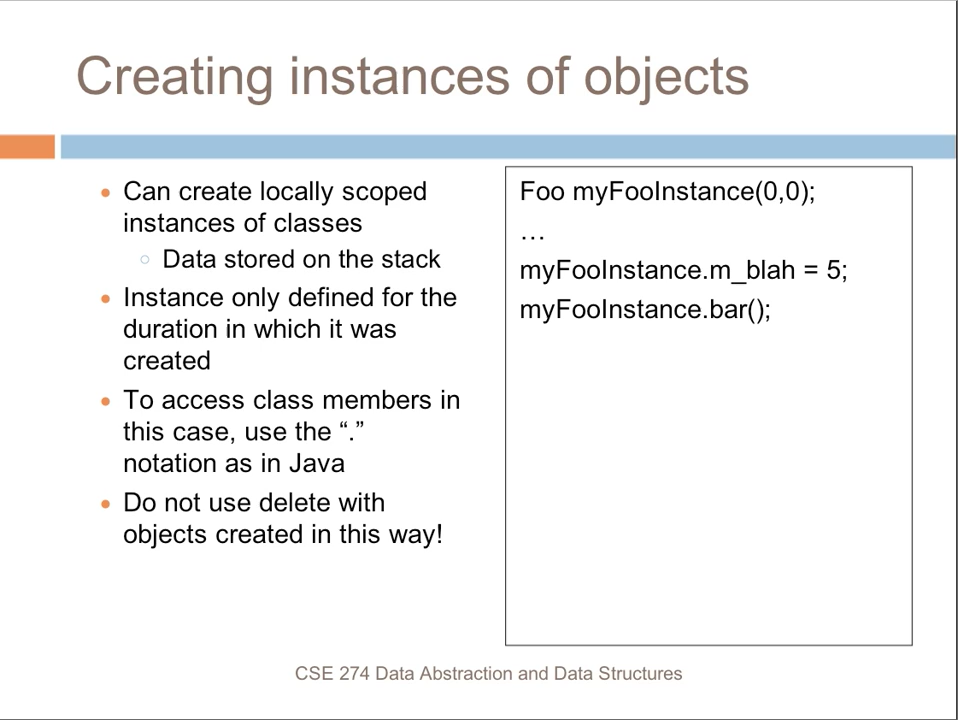 Creating instances of objects
Can create locally scoped
instances of classes
Data stored on the stack
Instance only defined for the
duration in which it was
created
To access class members in
this case, use the “.”
notation as in Java
Do not use delete with
objects created in this way!
Foo myFooInstance(0,0);
…
myFooInstance.m_blah = 5;
myFooInstance.bar();
CSE 274 Data Abstraction and Data Structures